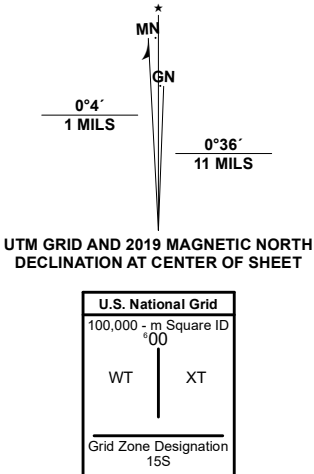 ★
MN
GN
0°4´
1 MILS
0°36´
11 MILS
UTM GRID AND 2019 MAGNETIC NORTH
DECLINATION AT CENTER OF SHEET
U.S. National Grid
100,000 - m Square ID
⁶00
WT XT
Grid Zone Designation
15S